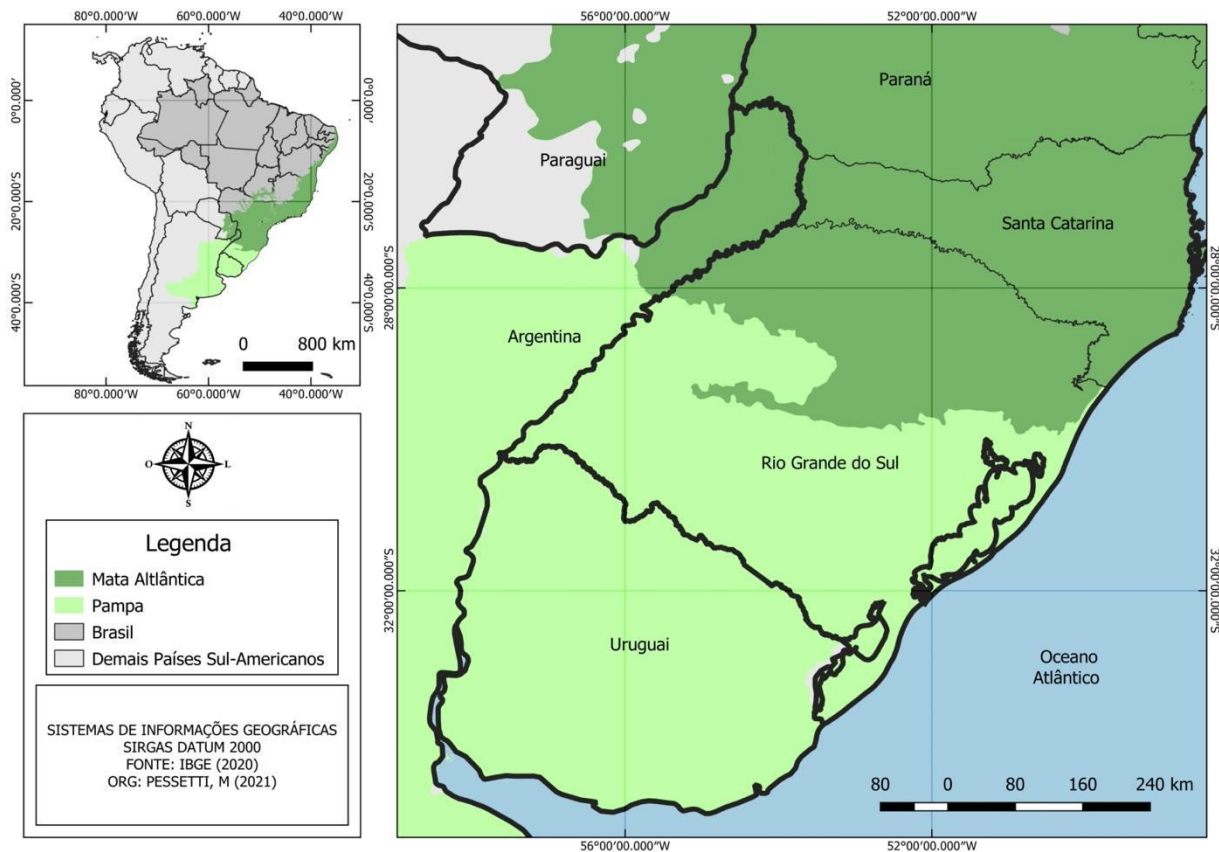 80°0.000'W 60°0.000'W 40°0.000'W
0°0.000' 0°0.000'
20°0.000'S 20°0.000'S
40°0.000'S 40°0.000'S
0 800 km
80°0.000'W 60°0.000'W 40°0.000'W
N
O L
S
Legenda
Mata Altlântica
Pampa
Brasil
Demais Países Sul-Americanos
SISTEMAS DE INFORMAÇÕES GEOGRÁFICAS
SIRGAS DATUM 2000
FONTE: IBGE (2020)
ORG: PESSETTI, M (2021)
56°00'00.000"W 52°00'00.000"W
Paraná
Paraguai
Santa Catarina
28°00'00.000"S 28°00'00.000"S
Argentina
Rio Grande do Sul
32°00'00.000"S 32°00'00.000"S
Uruguai
Oceano
Atlântico
80 0 80 160 240 km
56°00'00.000"W 52°00'00.000"W